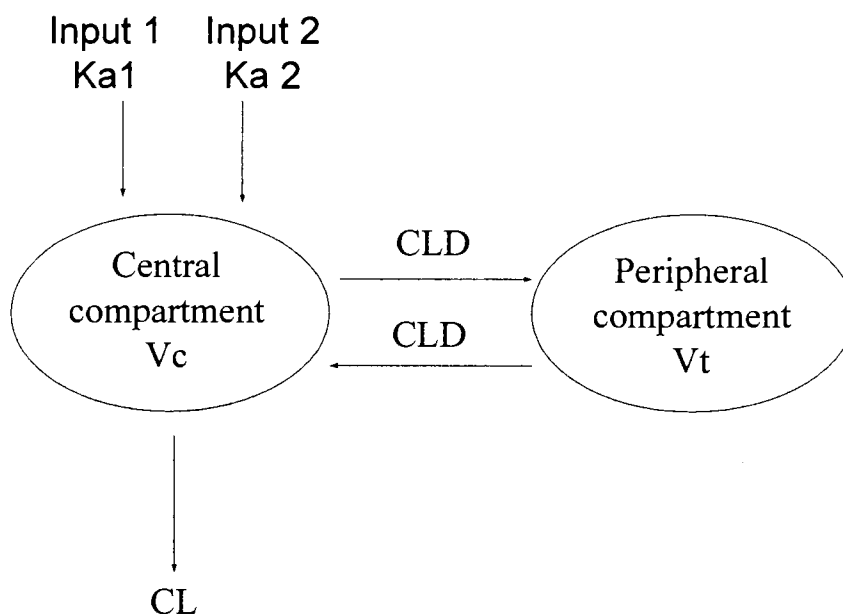 Input 1
Ka1
Input 2
Ka 2
Central
compartment
Vc
CLD
CLD
Peripheral
compartment
Vt
CL